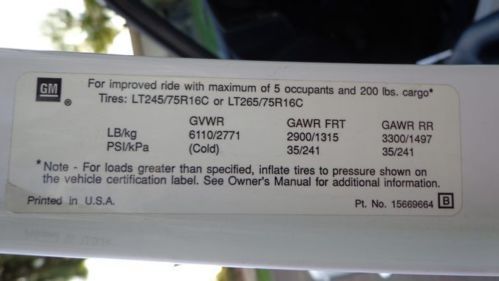 GM
®
For improved ride with maximum of 5 occupants and 200 lbs. cargo*
Tires: LT245/75R16C or LT265/75R16C
GVWR GAWR FRT GAWR RR
LB/kg 6110/2771 2900/1315 3300/1497
PSI/kPa (Cold) 35/241 35/241
*Note - For loads greater than specified, inflate tires to pressure shown on
the vehicle certification label. See Owner's Manual for additional information.
Printed in U.S.A. Pt. No. 15669664 B